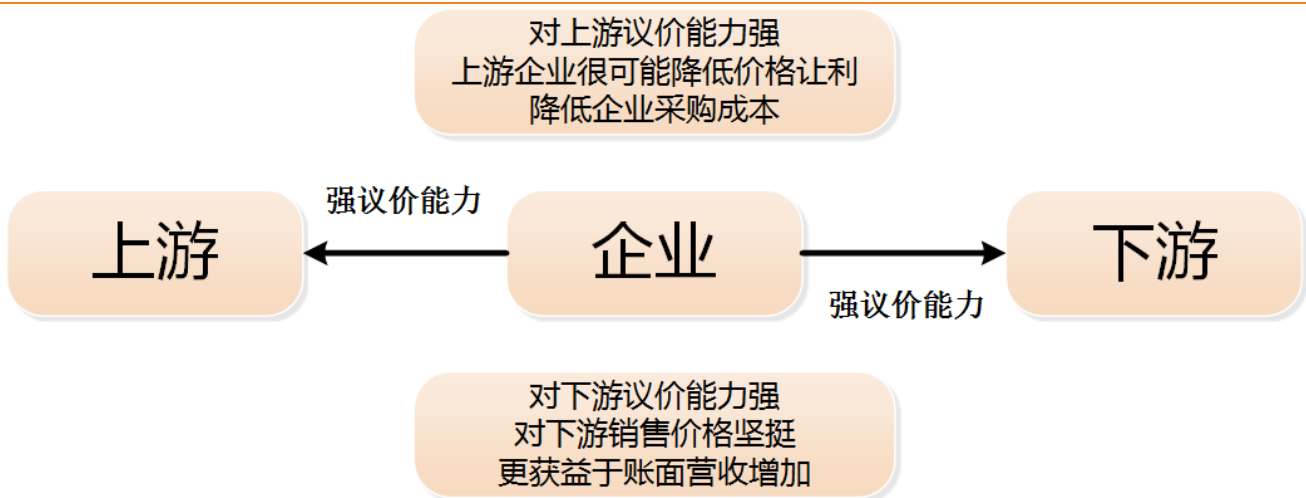 对上游议价能力强
上游企业很可能降低价格让利
降低企业采购成本
强议价能力
上游
企业
下游
强议价能力
对下游议价能力强
对下游销售价格坚挺
更获益于账面营收增加